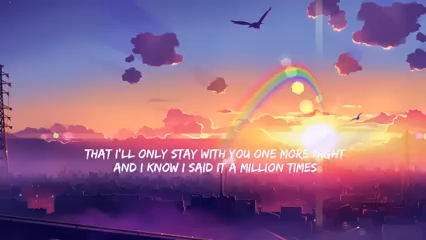 THAT I'LL ONLY STAY WITH YOU ONE MORE NIGHT
AND I KNOW I SAID IT A MILLION TIMES